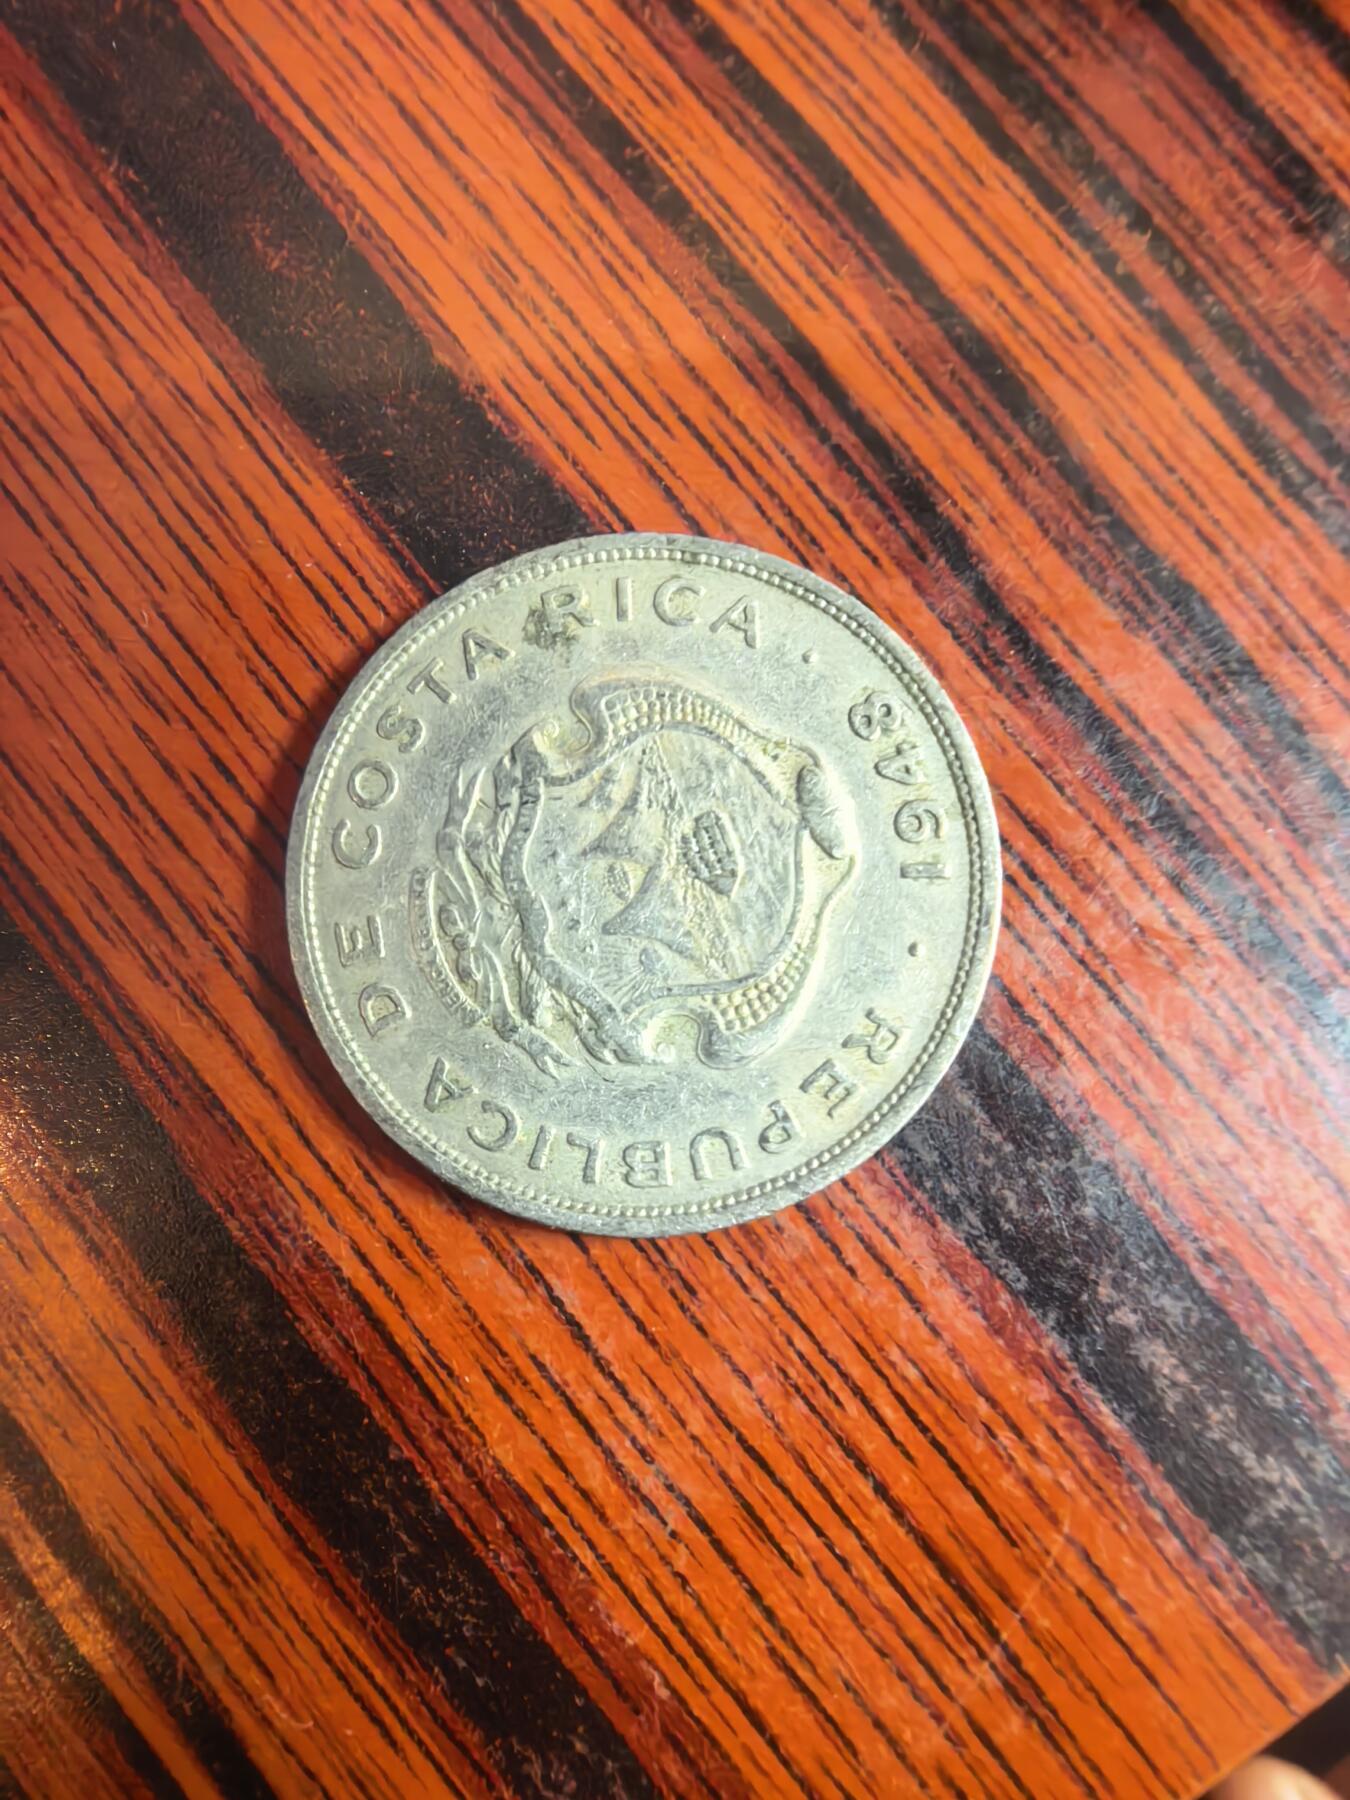 REPUBLICA DE COSTA RICA
· 1948 ·